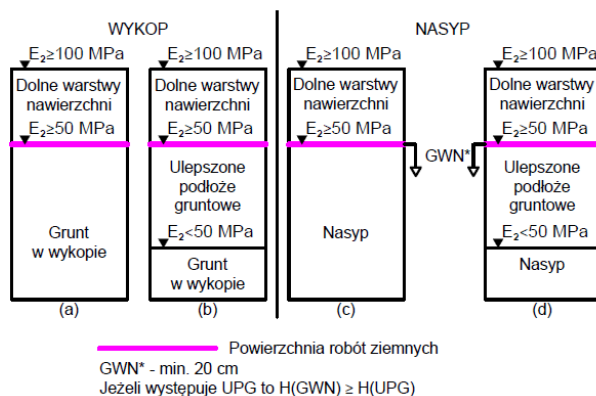 WYKOP
NASYP
E₂≥100 MPa
Dolne warstwy
nawierzchni
E₂≥50 MPa
Grunt
w wykopie
(a)
E₂≥100 MPa
Dolne warstwy
nawierzchni
E₂≥50 MPa
Ulepszone
podłoże
gruntowe
E₂<50 MPa
Grunt
w wykopie
(b)
E₂≥100 MPa
Dolne warstwy
nawierzchni
E₂≥50 MPa
Nasyp
(c)
GWN*
E₂≥100 MPa
Dolne warstwy
nawierzchni
E₂≥50 MPa
Ulepszone
podłoże
gruntowe
E₂<50 MPa
Nasyp
(d)
Powierzchnia robót ziemnych
GWN* - min. 20 cm
Jeżeli występuje UPG to H(GWN) ≥ H(UPG)